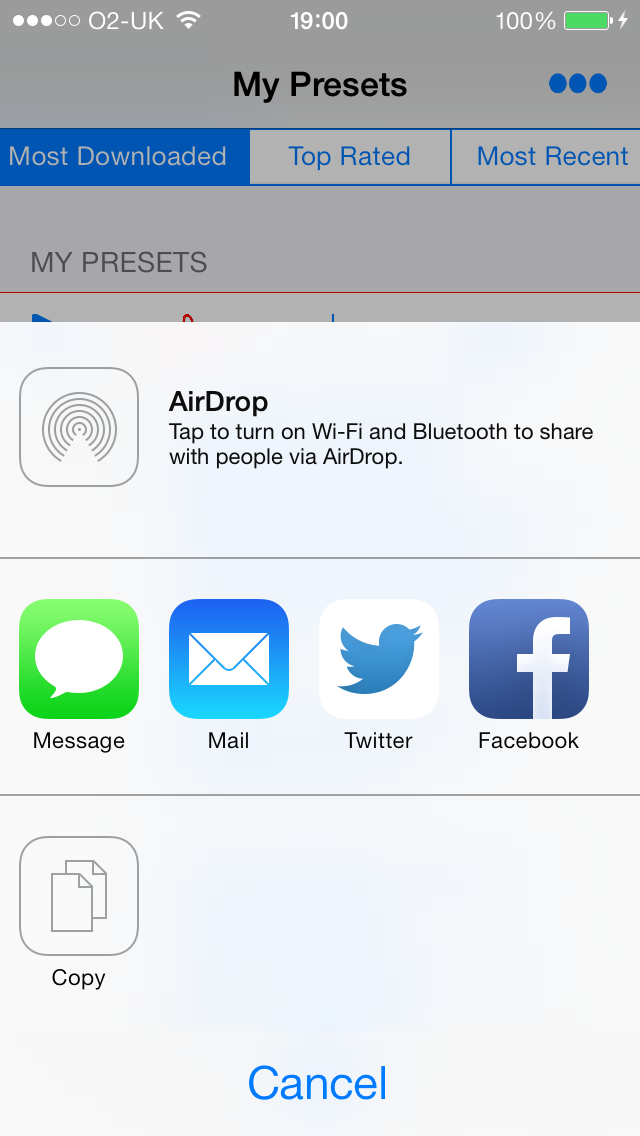 O2-UK 19:00 100%
My Presets
Most Downloaded Top Rated Most Recent
MY PRESETS
AirDrop
Tap to turn on Wi-Fi and Bluetooth to share
with people via AirDrop.
Message Mail Twitter Facebook
Copy
Cancel